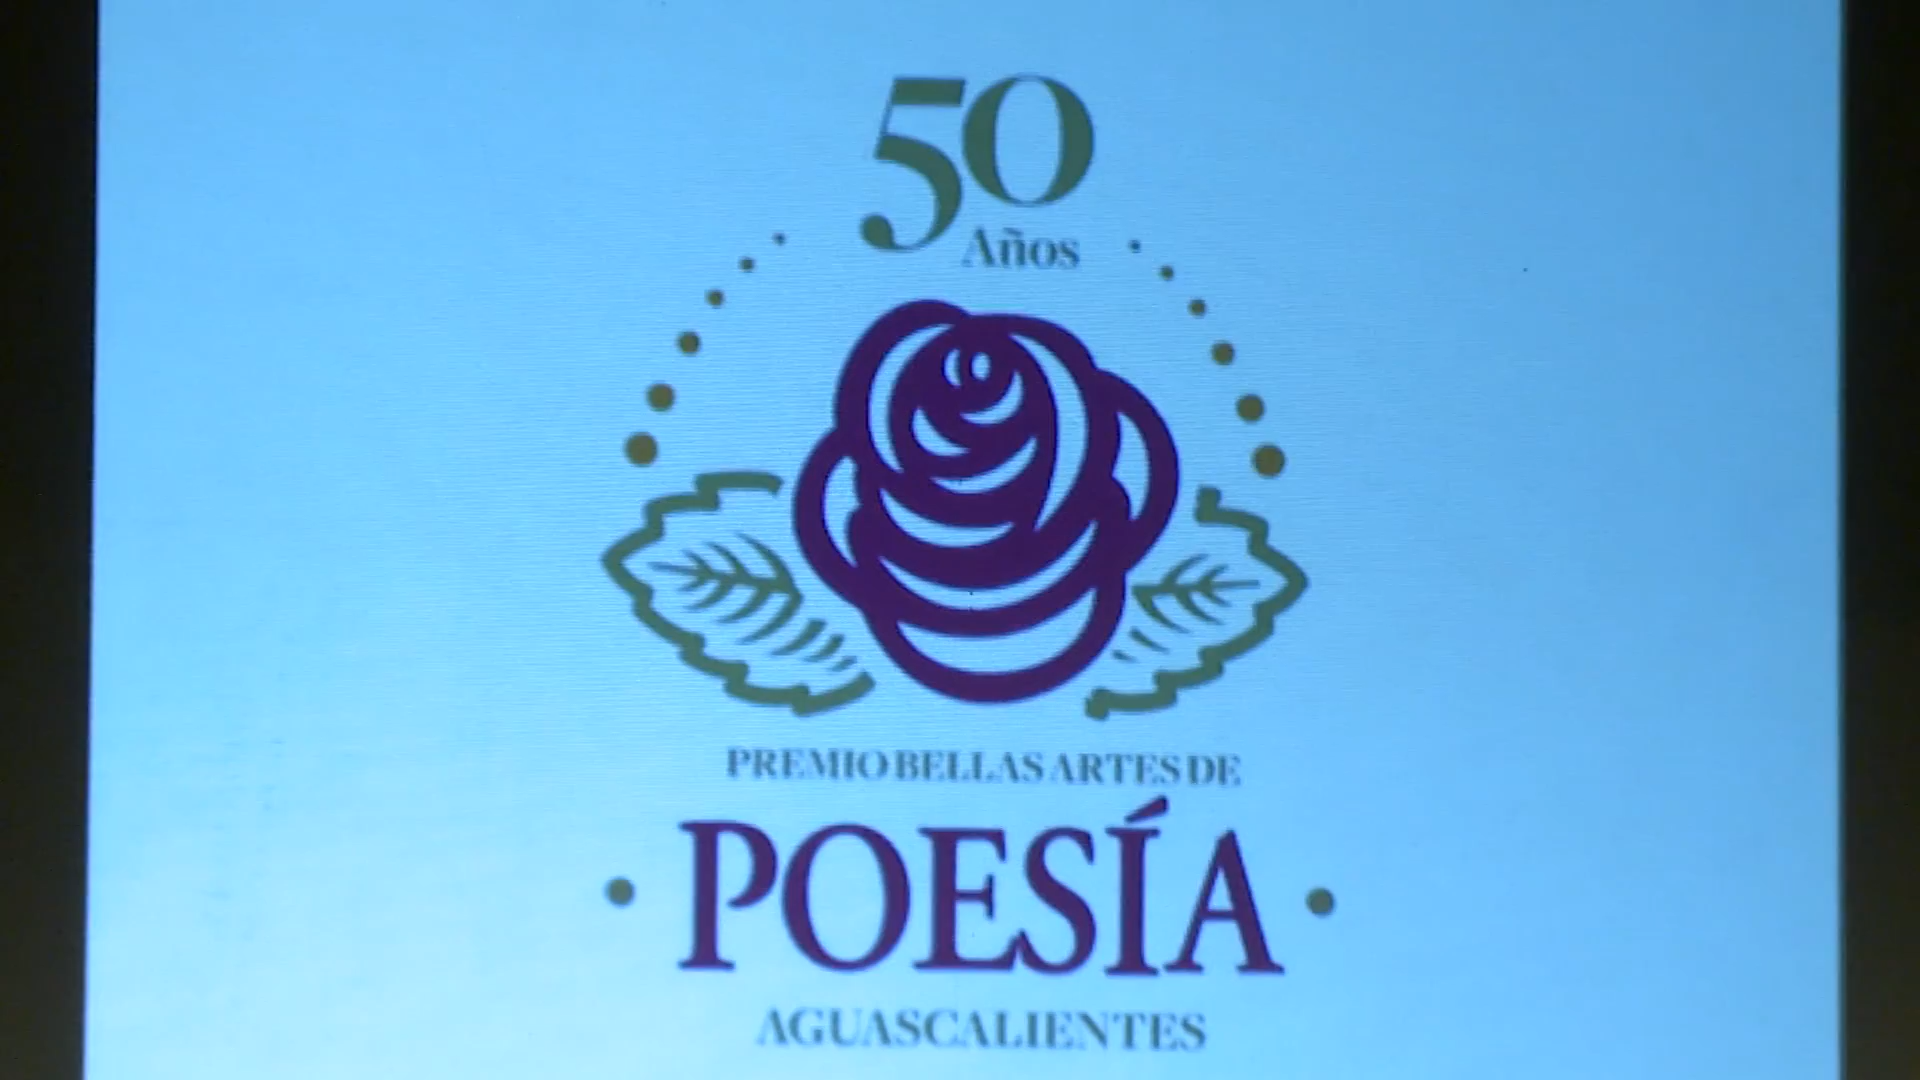 50
Años
PREMIO BELLAS ARTES DE
• POESÍA •
AGUASCALIENTES